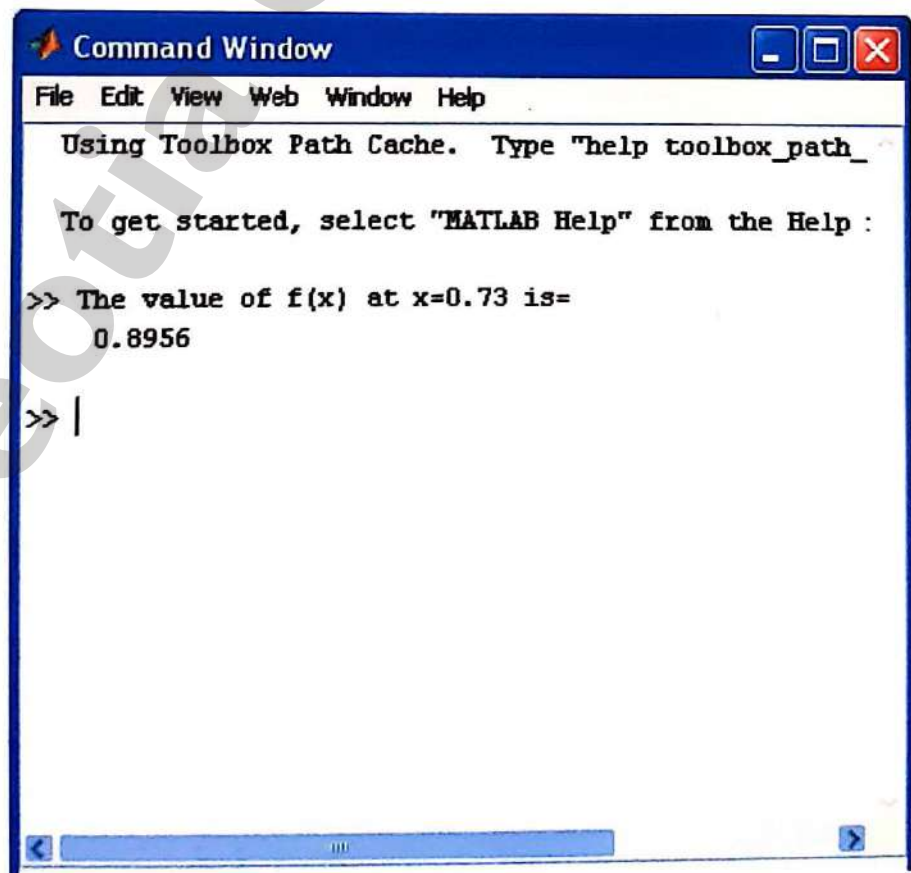 Command Window
File Edit View Web Window Help
Using Toolbox Path Cache. Type "help toolbox_path_
To get started, select "MATLAB Help" from the Help :
>> The value of f(x) at x=0.73 is=
0.8956
>>